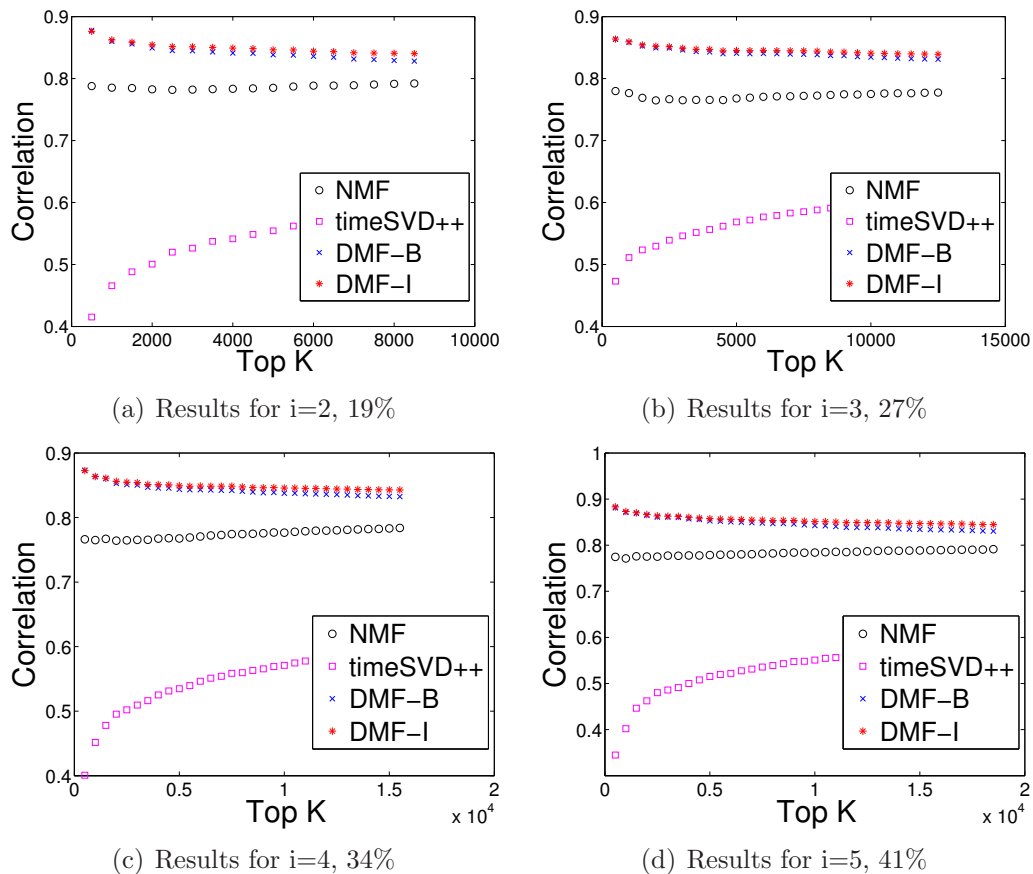 0.9
0.8
0.7
0.6
0.5
0.4
0
2000
4000
6000
8000
10000
Correlation
Top K
NMF
timeSVD++
DMF−B
DMF−I
(a) Results for i=2, 19%
0.9
0.8
0.7
0.6
0.5
0.4
0
5000
10000
15000
Correlation
Top K
NMF
timeSVD++
DMF−B
DMF−I
(b) Results for i=3, 27%
0.9
0.8
0.7
0.6
0.5
0.4
0
0.5
1
1.5
2
x 10⁴
Correlation
Top K
NMF
timeSVD++
DMF−B
DMF−I
(c) Results for i=4, 34%
1
0.9
0.8
0.7
0.6
0.5
0.4
0
0.5
1
1.5
2
x 10⁴
Correlation
Top K
NMF
timeSVD++
DMF−B
DMF−I
(d) Results for i=5, 41%